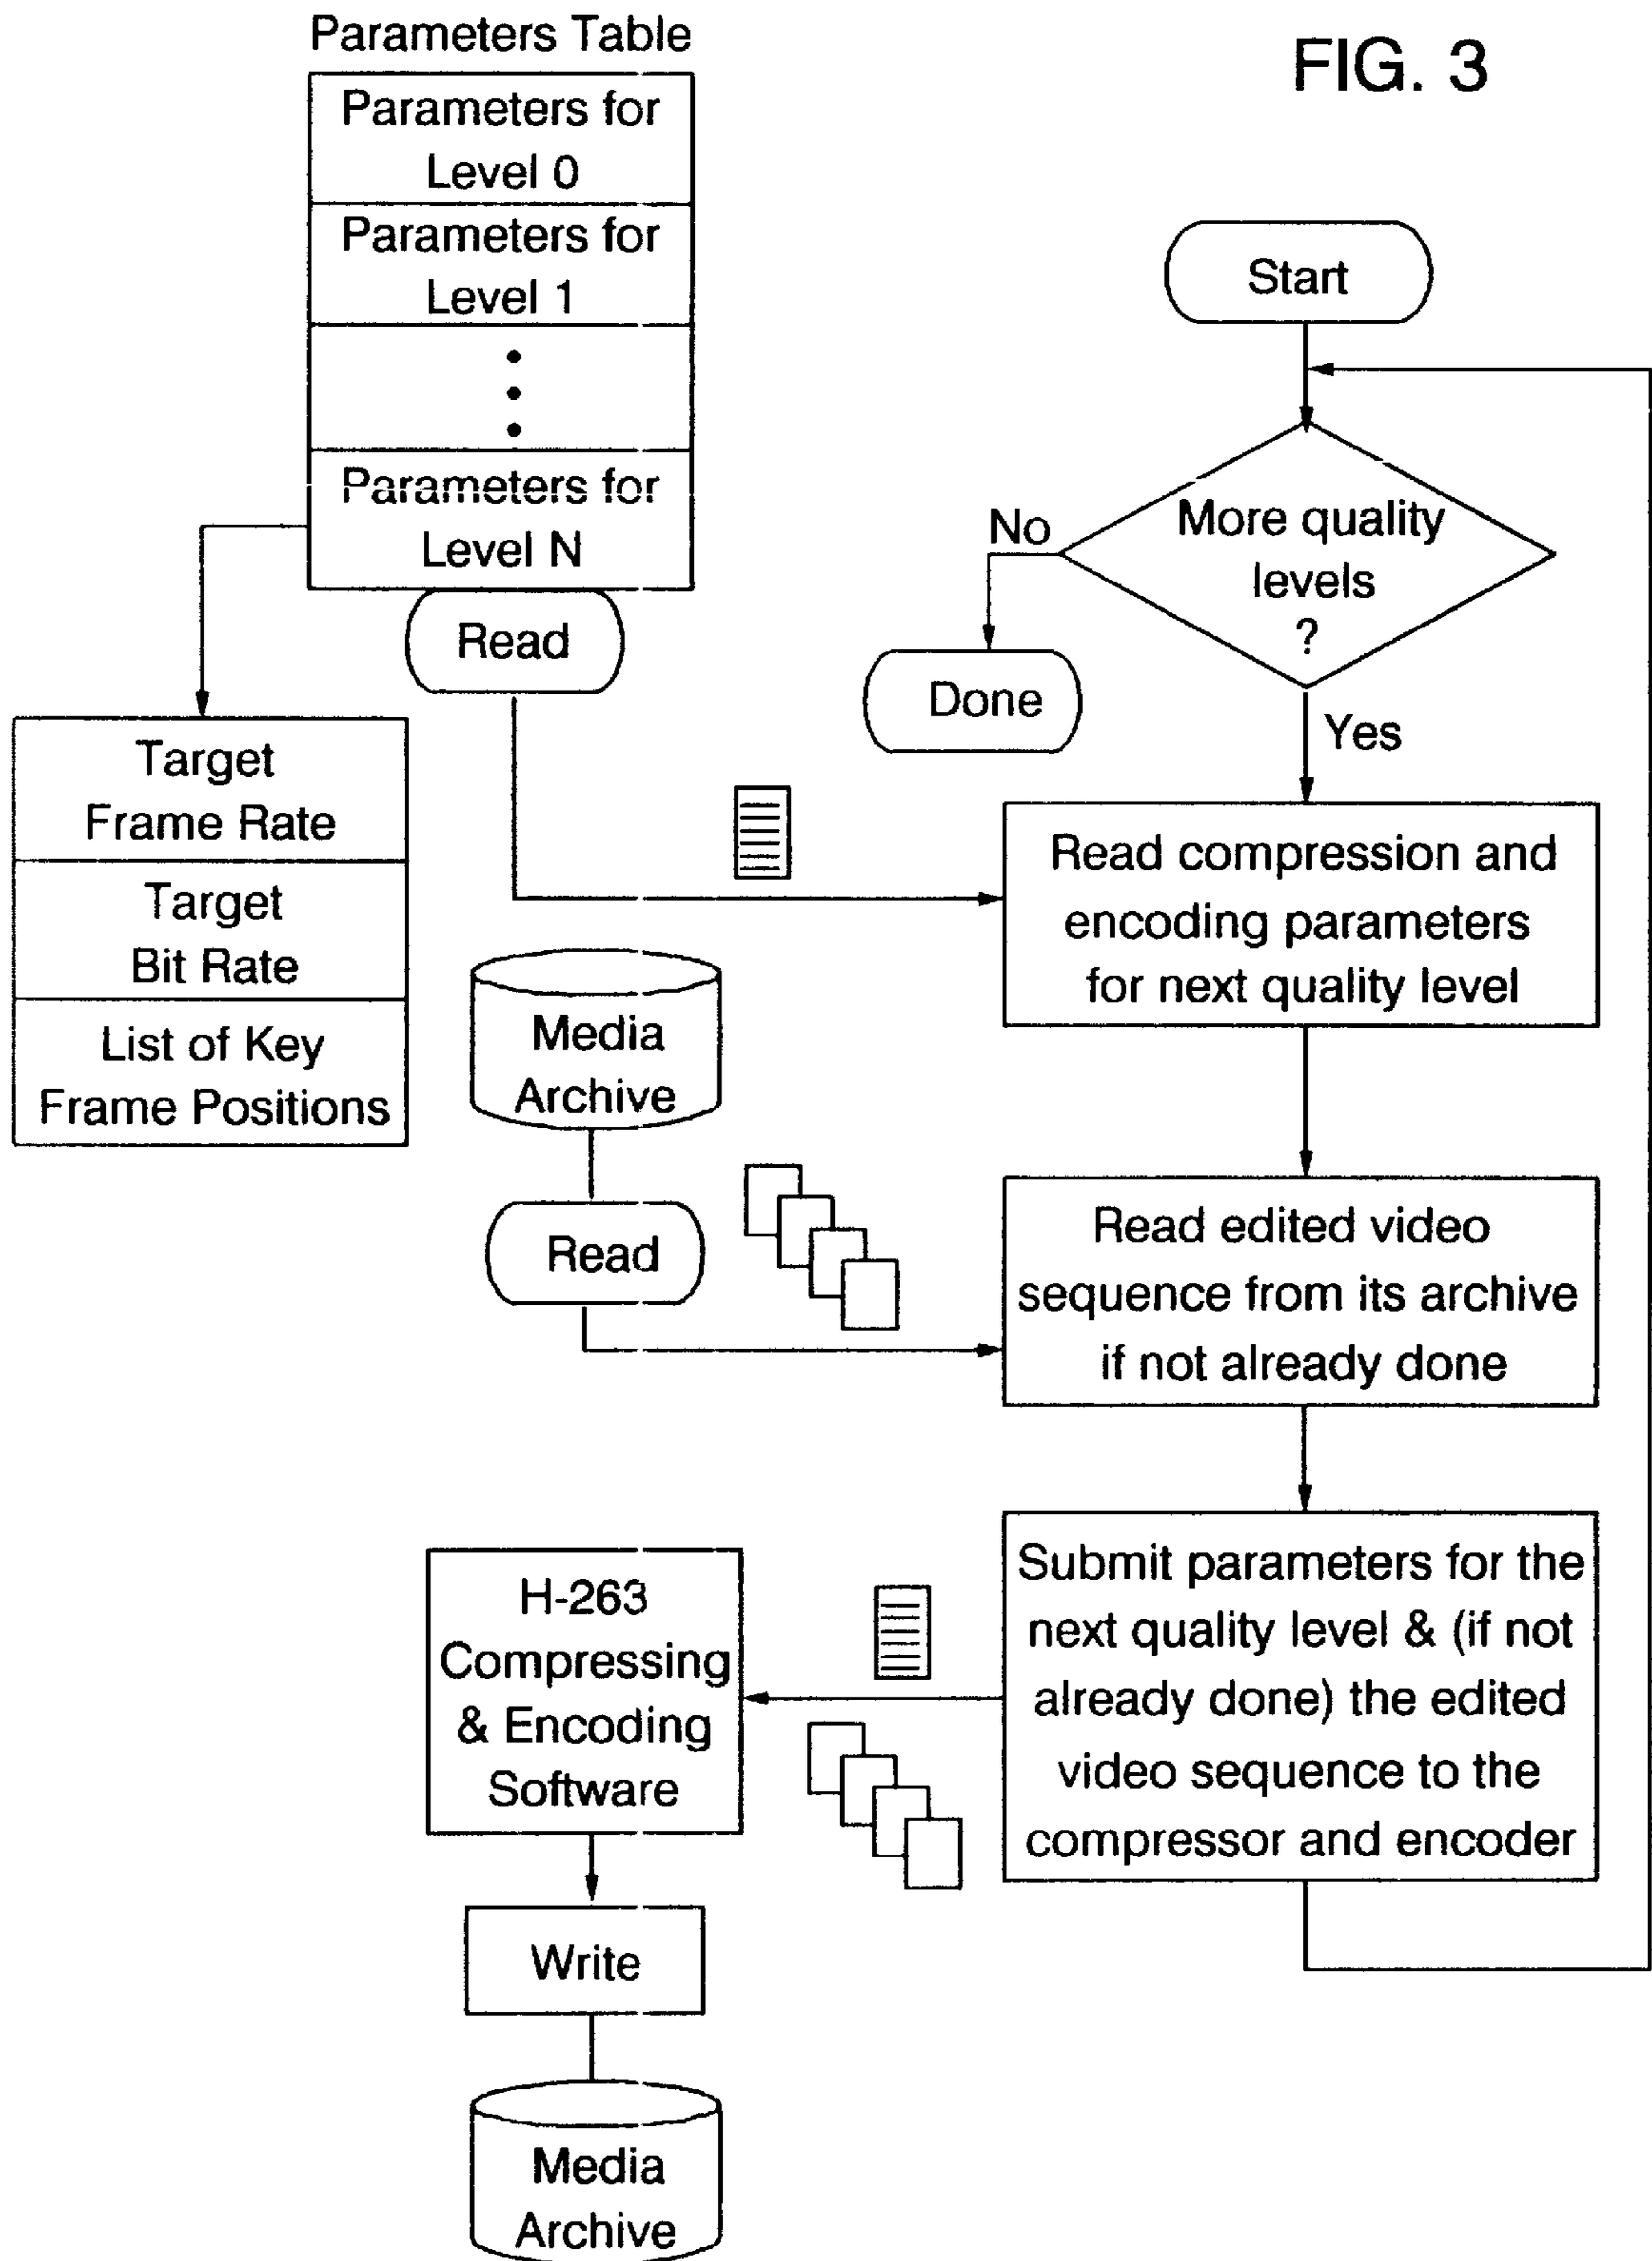 Parameters Table
FIG. 3
Parameters for
Level 0
Parameters for
Level 1
Parameters for
Level N
Read
Target
Frame Rate
Target
Bit Rate
List of Key
Frame Positions
Start
More quality
levels
?
No
Done
Yes
Read compression and
encoding parameters
for next quality level
Media
Archive
Read
Read edited video
sequence from its archive
if not already done
Submit parameters for the
next quality level & (if not
already done) the edited
video sequence to the
compressor and encoder
H-263
Compressing
& Encoding
Software
Write
Media
Archive